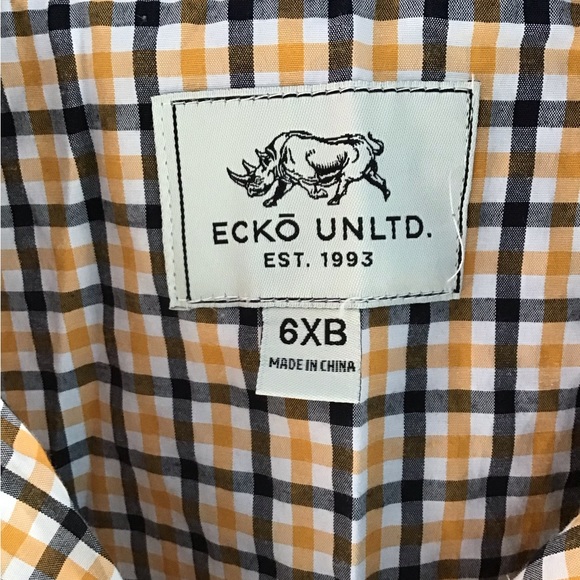 ECKŌ UNLTD.
EST. 1993
6XB
MADE IN CHINA